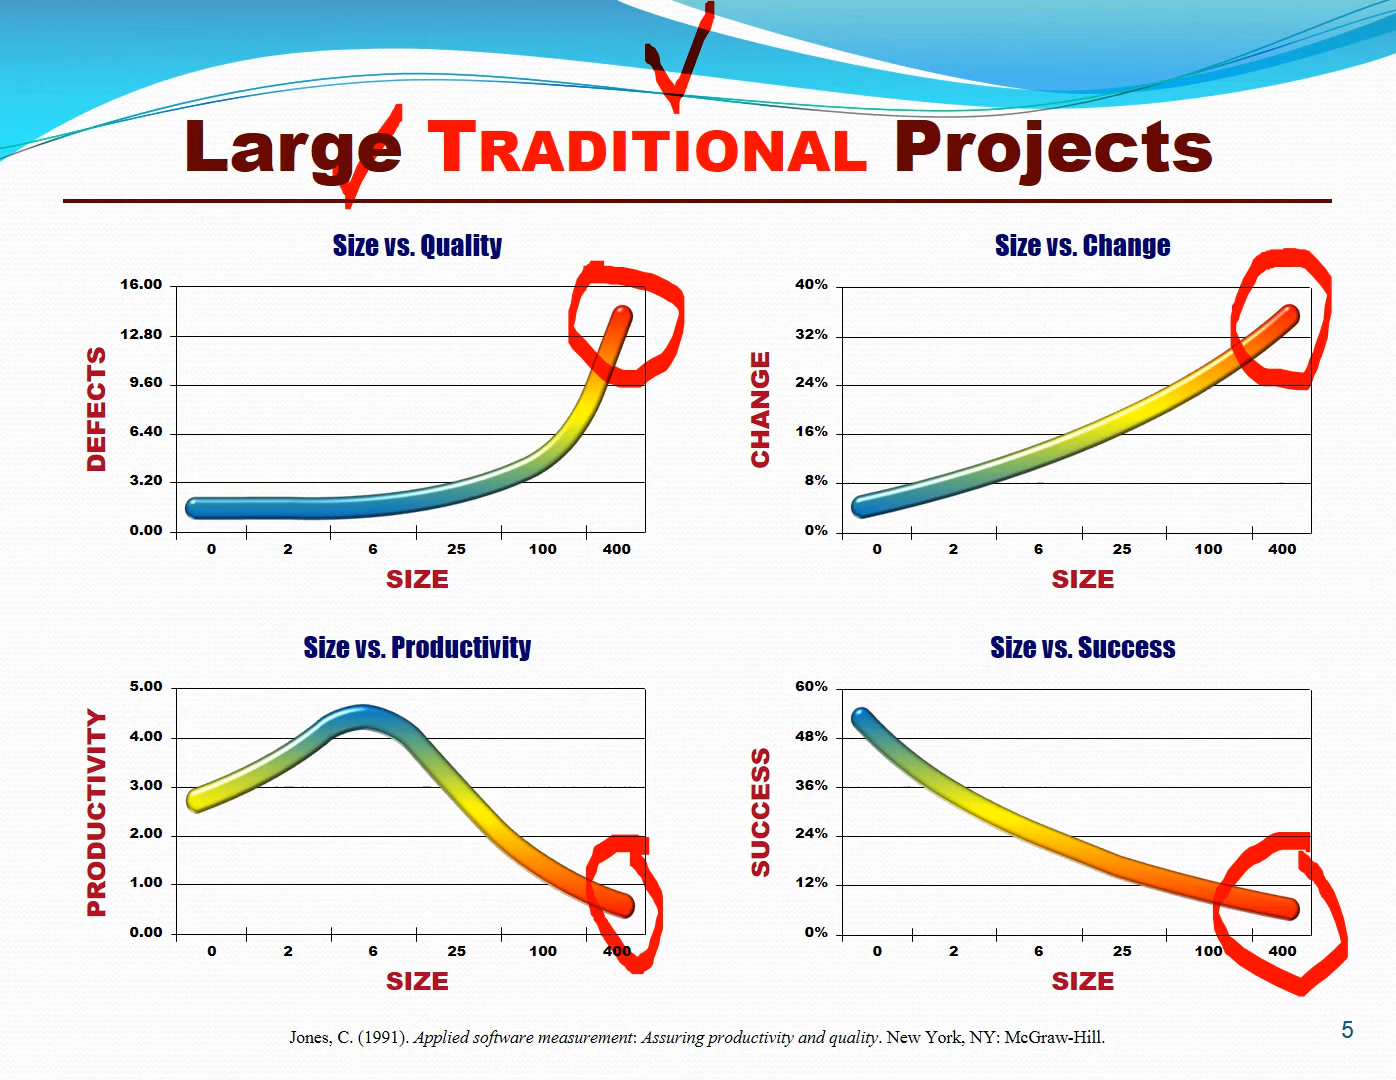 Large TRADITIONAL Projects
Size vs. Quality
16.00
12.80
9.60
6.40
3.20
0.00
DEFECTS
0 2 6 25 100 400
SIZE
Size vs. Change
40%
32%
24%
16%
8%
0%
CHANGE
0 2 6 25 100 400
SIZE
Size vs. Productivity
5.00
4.00
3.00
2.00
1.00
0.00
PRODUCTIVITY
0 2 6 25 100 400
SIZE
Size vs. Success
60%
48%
36%
24%
12%
0%
SUCCESS
0 2 6 25 100 400
SIZE
Jones, C. (1991). Applied software measurement: Assuring productivity and quality. New York, NY: McGraw-Hill.
5